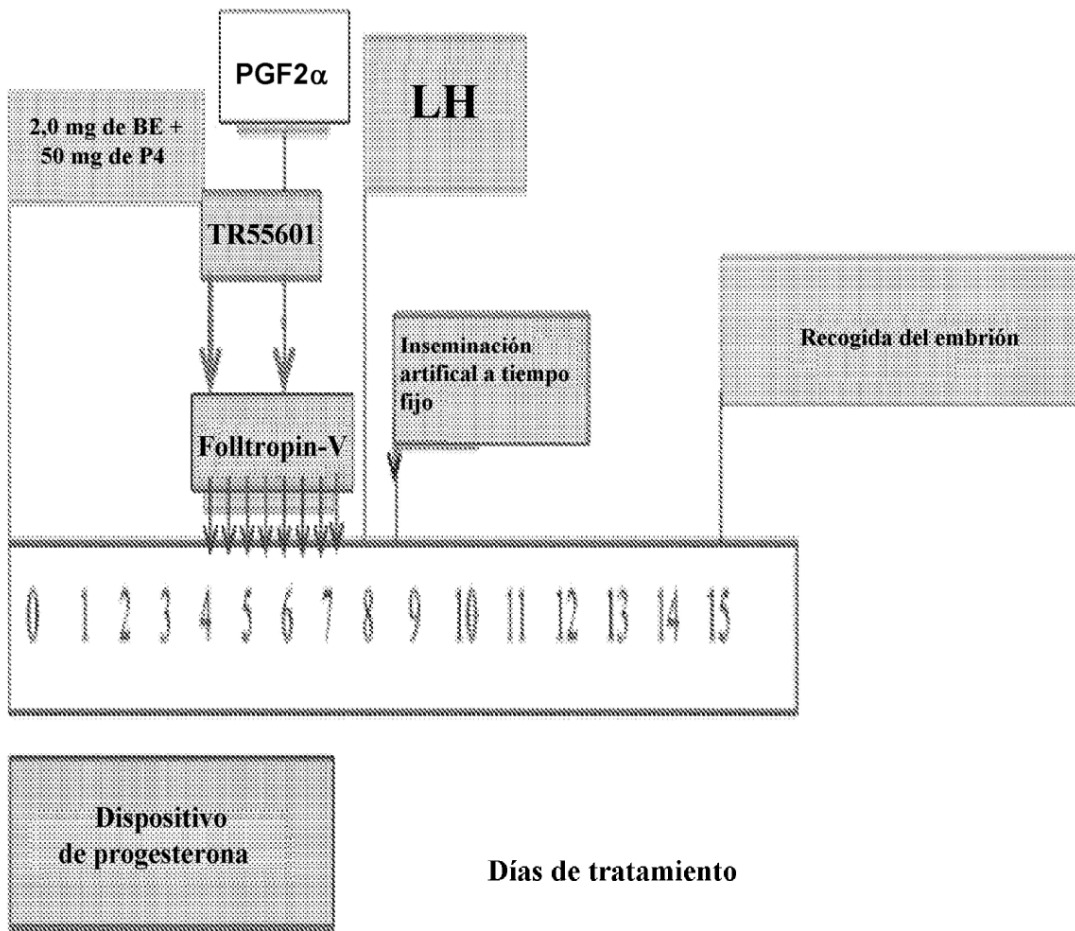 PGF2α
LH
2,0 mg de BE +
50 mg de P4
TR55601
Recogida del embrión
Inseminación
artifical a tiempo
fijo
Folltropin-V
0 1 2 3 4 5 6 7 8 9 10 11 12 13 14 15
Dispositivo
de progesterona
Días de tratamiento